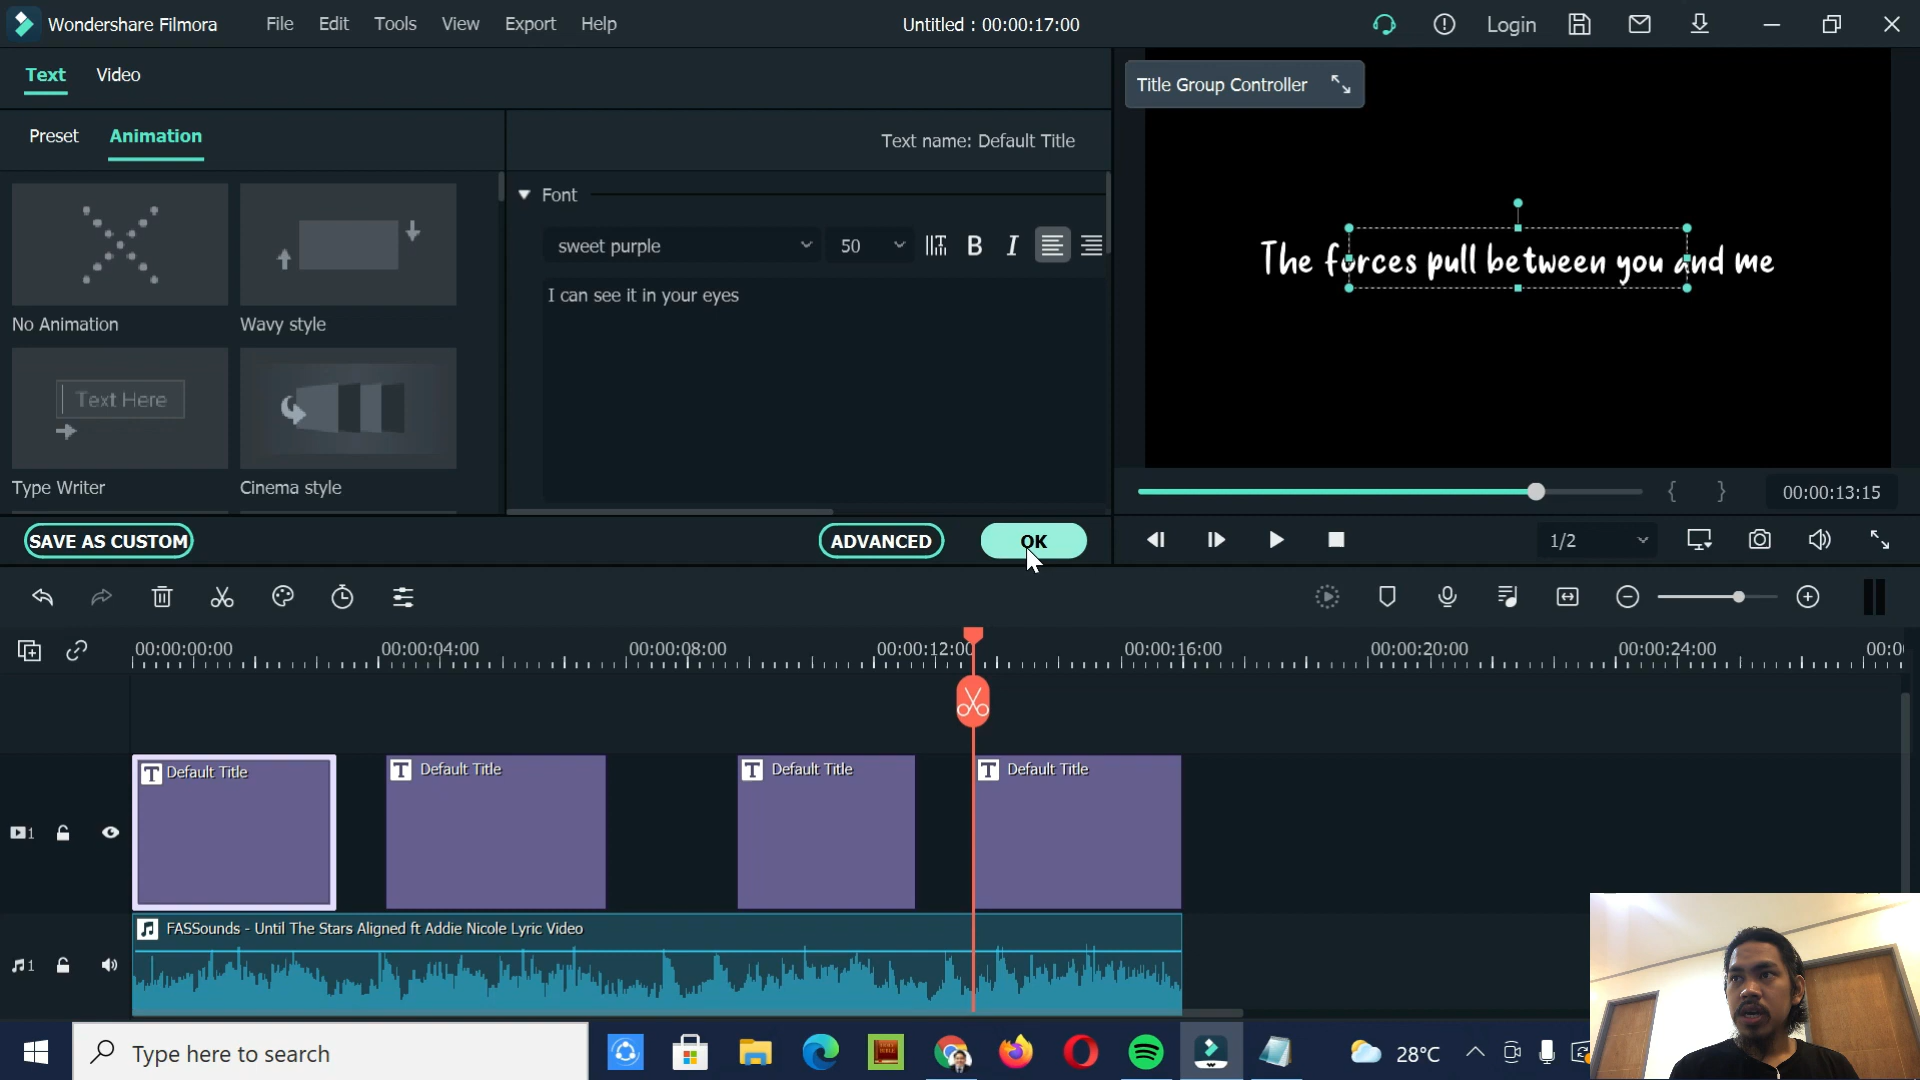 Wondershare Filmora
File Edit Tools View Export Help
Untitled : 00:00:17:00
Login
Text Video
Title Group Controller
Preset Animation
Text name: Default Title
Font
sweet purple 50 B I
I can see it in your eyes
The forces pull between you and me
No Animation Wavy style
Text Here
Type Writer Cinema style
{ } 00:00:13:15
SAVE AS CUSTOM ADVANCED OK
1/2
00:00:00:00 00:00:04:00 00:00:08:00 00:00:12:00 00:00:16:00 00:00:20:00 00:00:24:00 00:0
T Default Title T Default Title T Default Title T Default Title
1
FASSounds - Until The Stars Aligned ft Addie Nicole Lyric Video
1
Type here to search
28°C